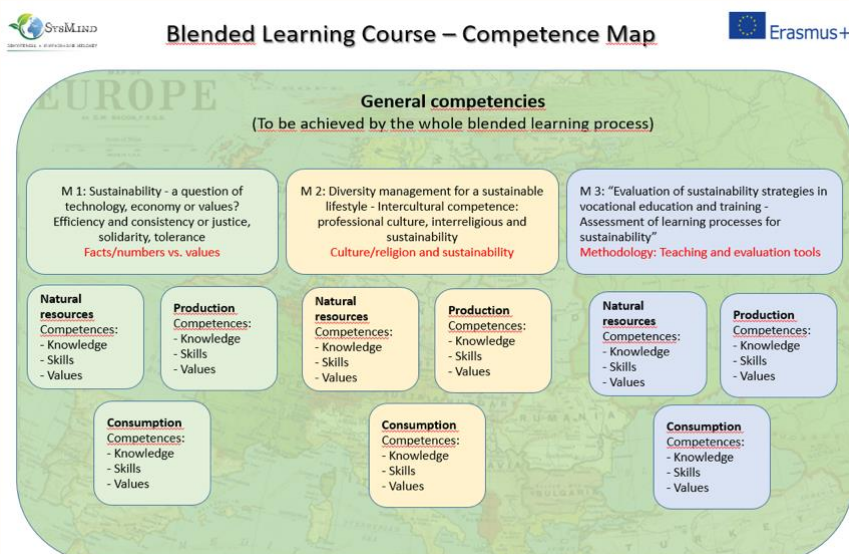 SYSMIND
Blended Learning Course – Competence Map
Erasmus+
EUROPE
General competencies
(To be achieved by the whole blended learning process)
M 1: Sustainability - a question of
technology, economy or values?
Efficiency and consistency or justice,
solidarity, tolerance
Facts/numbers vs. values
M 2: Diversity management for a sustainable
lifestyle - Intercultural competence:
professional culture, interreligious and
sustainability
Culture/religion and sustainability
M 3: “Evaluation of sustainability strategies in
vocational education and training -
Assessment of learning processes for
sustainability”
Methodology: Teaching and evaluation tools
Natural
resources
Competences:
- Knowledge
- Skills
- Values
Production
Competences:
- Knowledge
- Skills
- Values
Consumption
Competences:
- Knowledge
- Skills
- Values
Natural
resources
Competences:
- Knowledge
- Skills
- Values
Production
Competences:
- Knowledge
- Skills
- Values
Consumption
Competences:
- Knowledge
- Skills
- Values
Natural
resources
Competences:
- Knowledge
- Skills
- Values
Production
Competences:
- Knowledge
- Skills
- Values
Consumption
Competences:
- Knowledge
- Skills
- Values